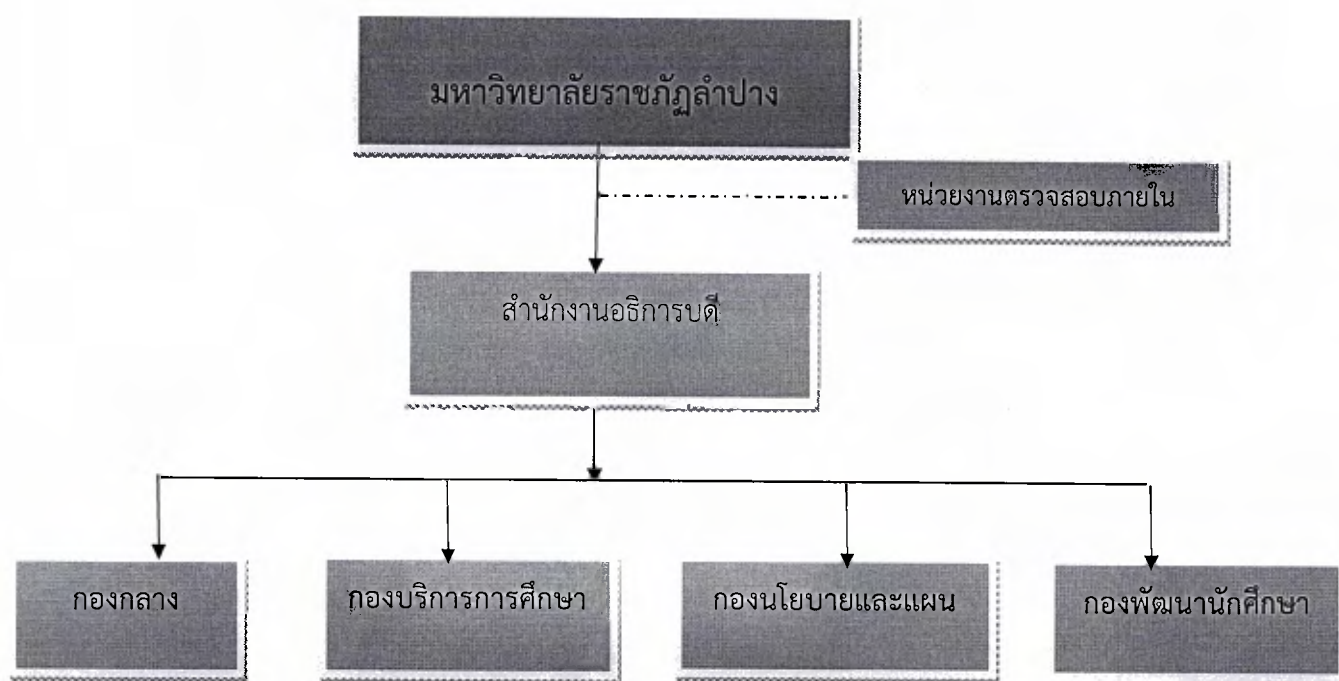 มหาวิทยาลัยราชภัฏลำปาง
หน่วยงานตรวจสอบภายใน
สำนักงานอธิการบดี
กองกลาง
กองบริการการศึกษา
กองนโยบายและแผน
กองพัฒนานักศึกษา